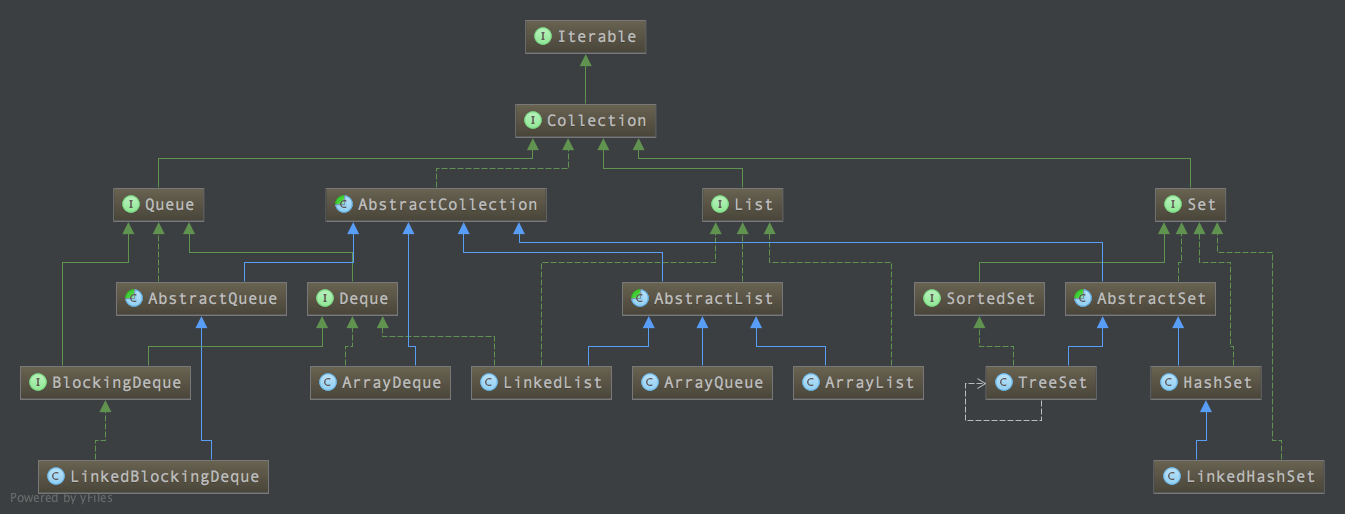 I Iterable
I Collection
I Queue
C AbstractCollection
I List
I Set
C AbstractQueue
I Deque
C AbstractList
I SortedSet
C AbstractSet
I BlockingDeque
C ArrayDeque
C LinkedList
C ArrayQueue
C ArrayList
C TreeSet
C HashSet
C LinkedBlockingDeque
C LinkedHashSet
Powered by yFiles